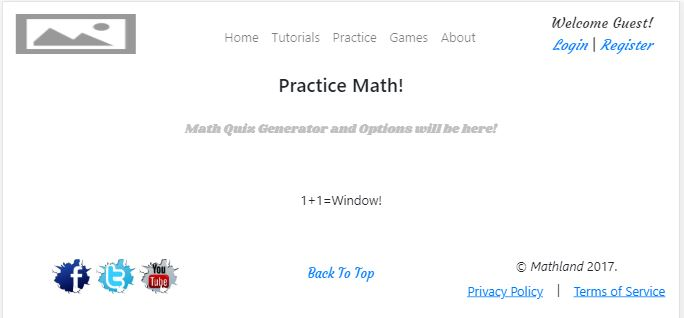 Home Tutorials Practice Games About
Welcome Guest!
Login | Register
Practice Math!
Math Quiz Generator and Options will be here!
1+1=Window!
You
Tube
Back To Top
© Mathland 2017.
Privacy Policy | Terms of Service